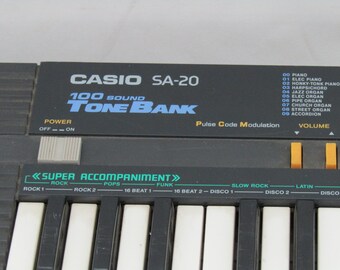 CASIO SA-20
100 SOUND
TONEBANK
00 PIANO
01 ELEC PIANO
02 HONKY-TONK PIANO
03 HARPSICHORD
04 JAZZ ORGAN
05 ELEC ORGAN
06 PIPE ORGAN
07 CHURCH ORGAN
08 STREET ORGAN
09 ACCORDION
Pulse Code Modulation
POWER
OFF — ON
VOLUME
SUPER ACCOMPANIMENT
ROCK POPS FUNK SLOW ROCK LATIN
ROCK 1 ROCK 2 16 BEAT 1 16 BEAT 2 DISCO 1 DISCO 2